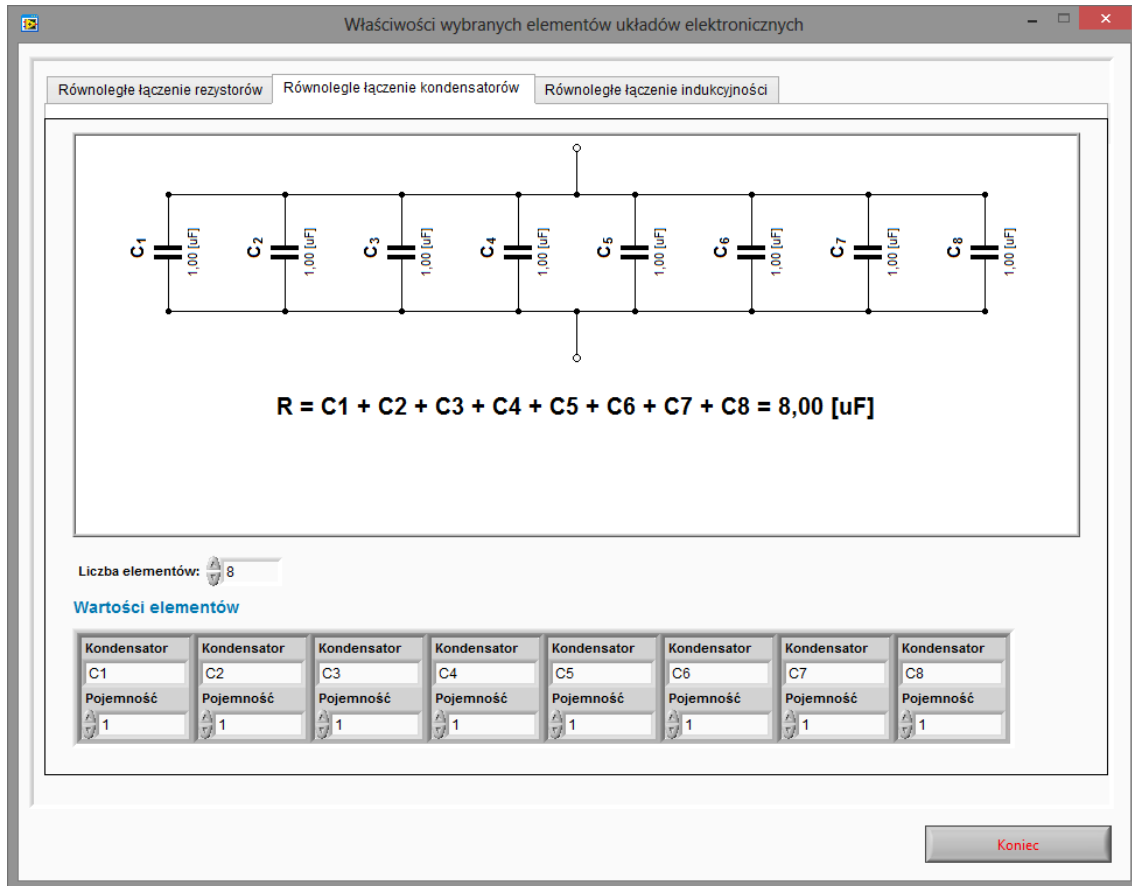 Właściwości wybranych elementów układów elektronicznych
Równoległe łączenie rezystorów Równolegle łączenie kondensatorów Równoległe łączenie indukcyjności
C1 1,00 [uF] C2 1,00 [uF] C3 1,00 [uF] C4 1,00 [uF] C5 1,00 [uF] C6 1,00 [uF] C7 1,00 [uF] C8 1,00 [uF]
R = C1 + C2 + C3 + C4 + C5 + C6 + C7 + C8 = 8,00 [uF]
Liczba elementów: 8
Wartości elementów
Kondensator Kondensator Kondensator Kondensator Kondensator Kondensator Kondensator Kondensator
C1 C2 C3 C4 C5 C6 C7 C8
Pojemność Pojemność Pojemność Pojemność Pojemność Pojemność Pojemność Pojemność
1 1 1 1 1 1 1 1
Koniec